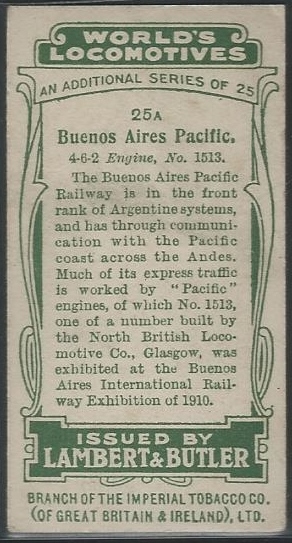 WORLD'S
LOCOMOTIVES
AN ADDITIONAL SERIES OF 25
25A
Buenos Aires Pacific.
4-6-2 Engine, No. 1513.
The Buenos Aires Pacific
Railway is in the front
rank of Argentine systems,
and has through communi-
cation with the Pacific
coast across the Andes.
Much of its express traffic
is worked by "Pacific"
engines, of which No. 1513,
one of a number built by
the North British Loco-
motive Co., Glasgow, was
exhibited at the Buenos
Aires International Rail-
way Exhibition of 1910.
ISSUED BY
LAMBERT & BUTLER
BRANCH OF THE IMPERIAL TOBACCO CO.
(OF GREAT BRITAIN & IRELAND), LTD.